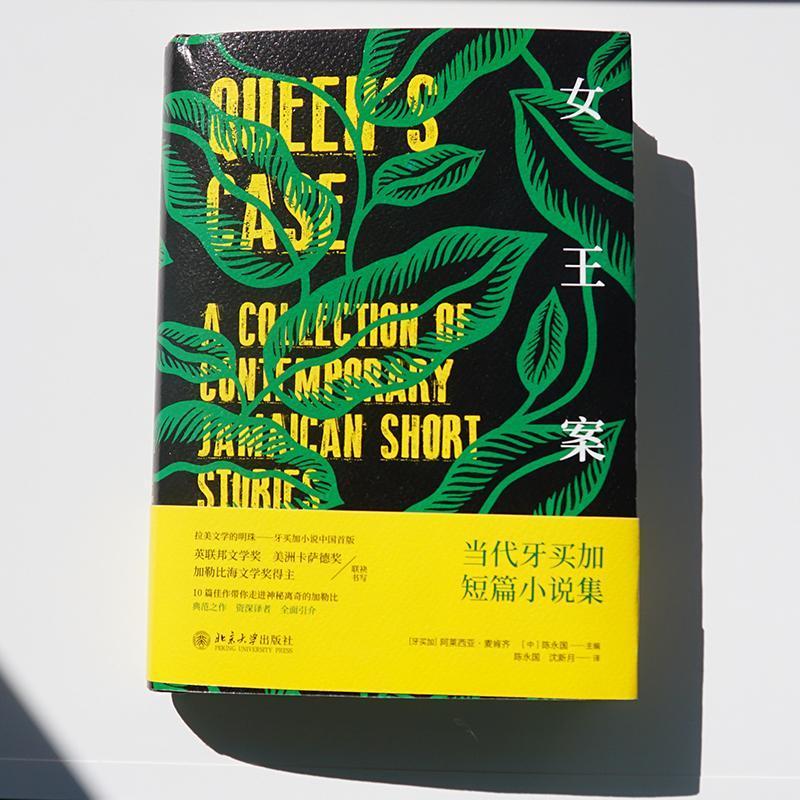 QUEEN'S
CASE
A COLLECTION OF
CONTEMPORARY
JAMAICAN SHORT
STORIES
女王案
拉美文学的明珠——牙买加小说中国首版
英联邦文学奖 美洲卡萨德奖
加勒比海文学奖得主
联袂
书写
10篇佳作带你走进神秘离奇的加勒比
典范之作 资深译者 全面引介
北京大学出版社
PEKING UNIVERSITY PRESS
当代牙买加
短篇小说集
[牙买加] 阿莱西亚·麦肯齐 [中] 陈永国——主编
陈永国 沈新月——译